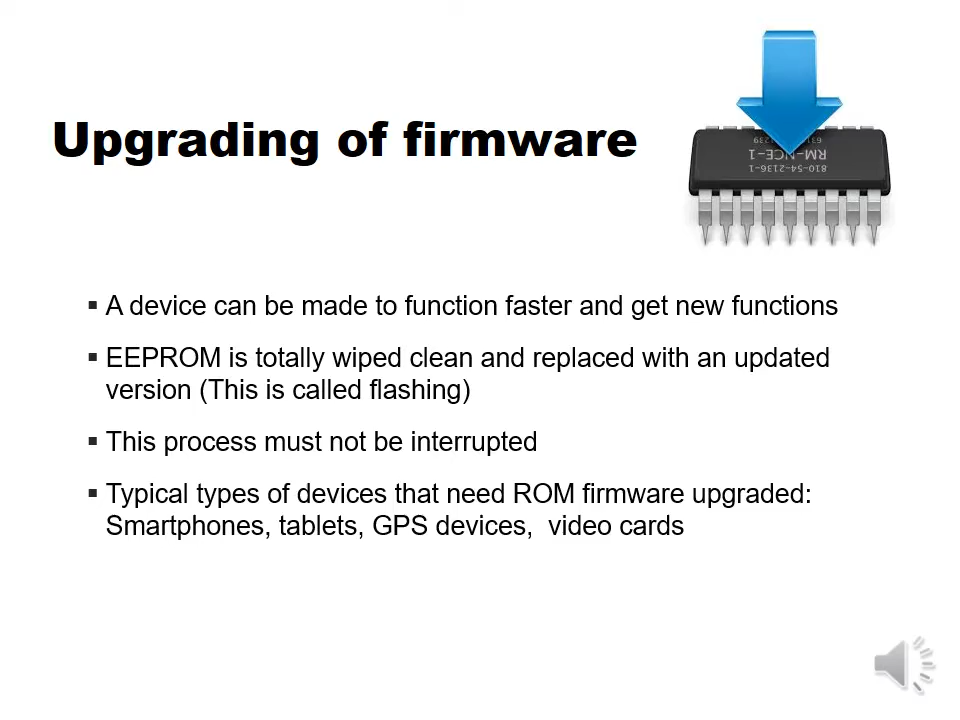 Upgrading of firmware
810-54-2136-1
RM-NCE-1
▪ A device can be made to function faster and get new functions
▪ EEPROM is totally wiped clean and replaced with an updated
version (This is called flashing)
▪ This process must not be interrupted
▪ Typical types of devices that need ROM firmware upgraded:
Smartphones, tablets, GPS devices,  video cards